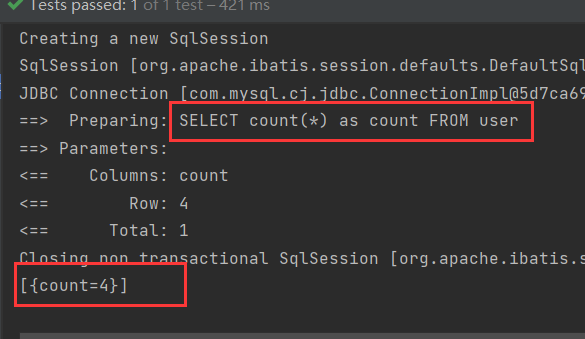 Tests passed: 1 of 1 test – 421 ms
Creating a new SqlSession
SqlSession [org.apache.ibatis.session.defaults.DefaultSql
JDBC Connection [com.mysql.cj.jdbc.ConnectionImpl@5d7ca69
==>  Preparing: SELECT count(*) as count FROM user
==> Parameters:
<==    Columns: count
<==        Row: 4
<==      Total: 1
Closing non transactional SqlSession [org.apache.ibatis.s
[{count=4}]